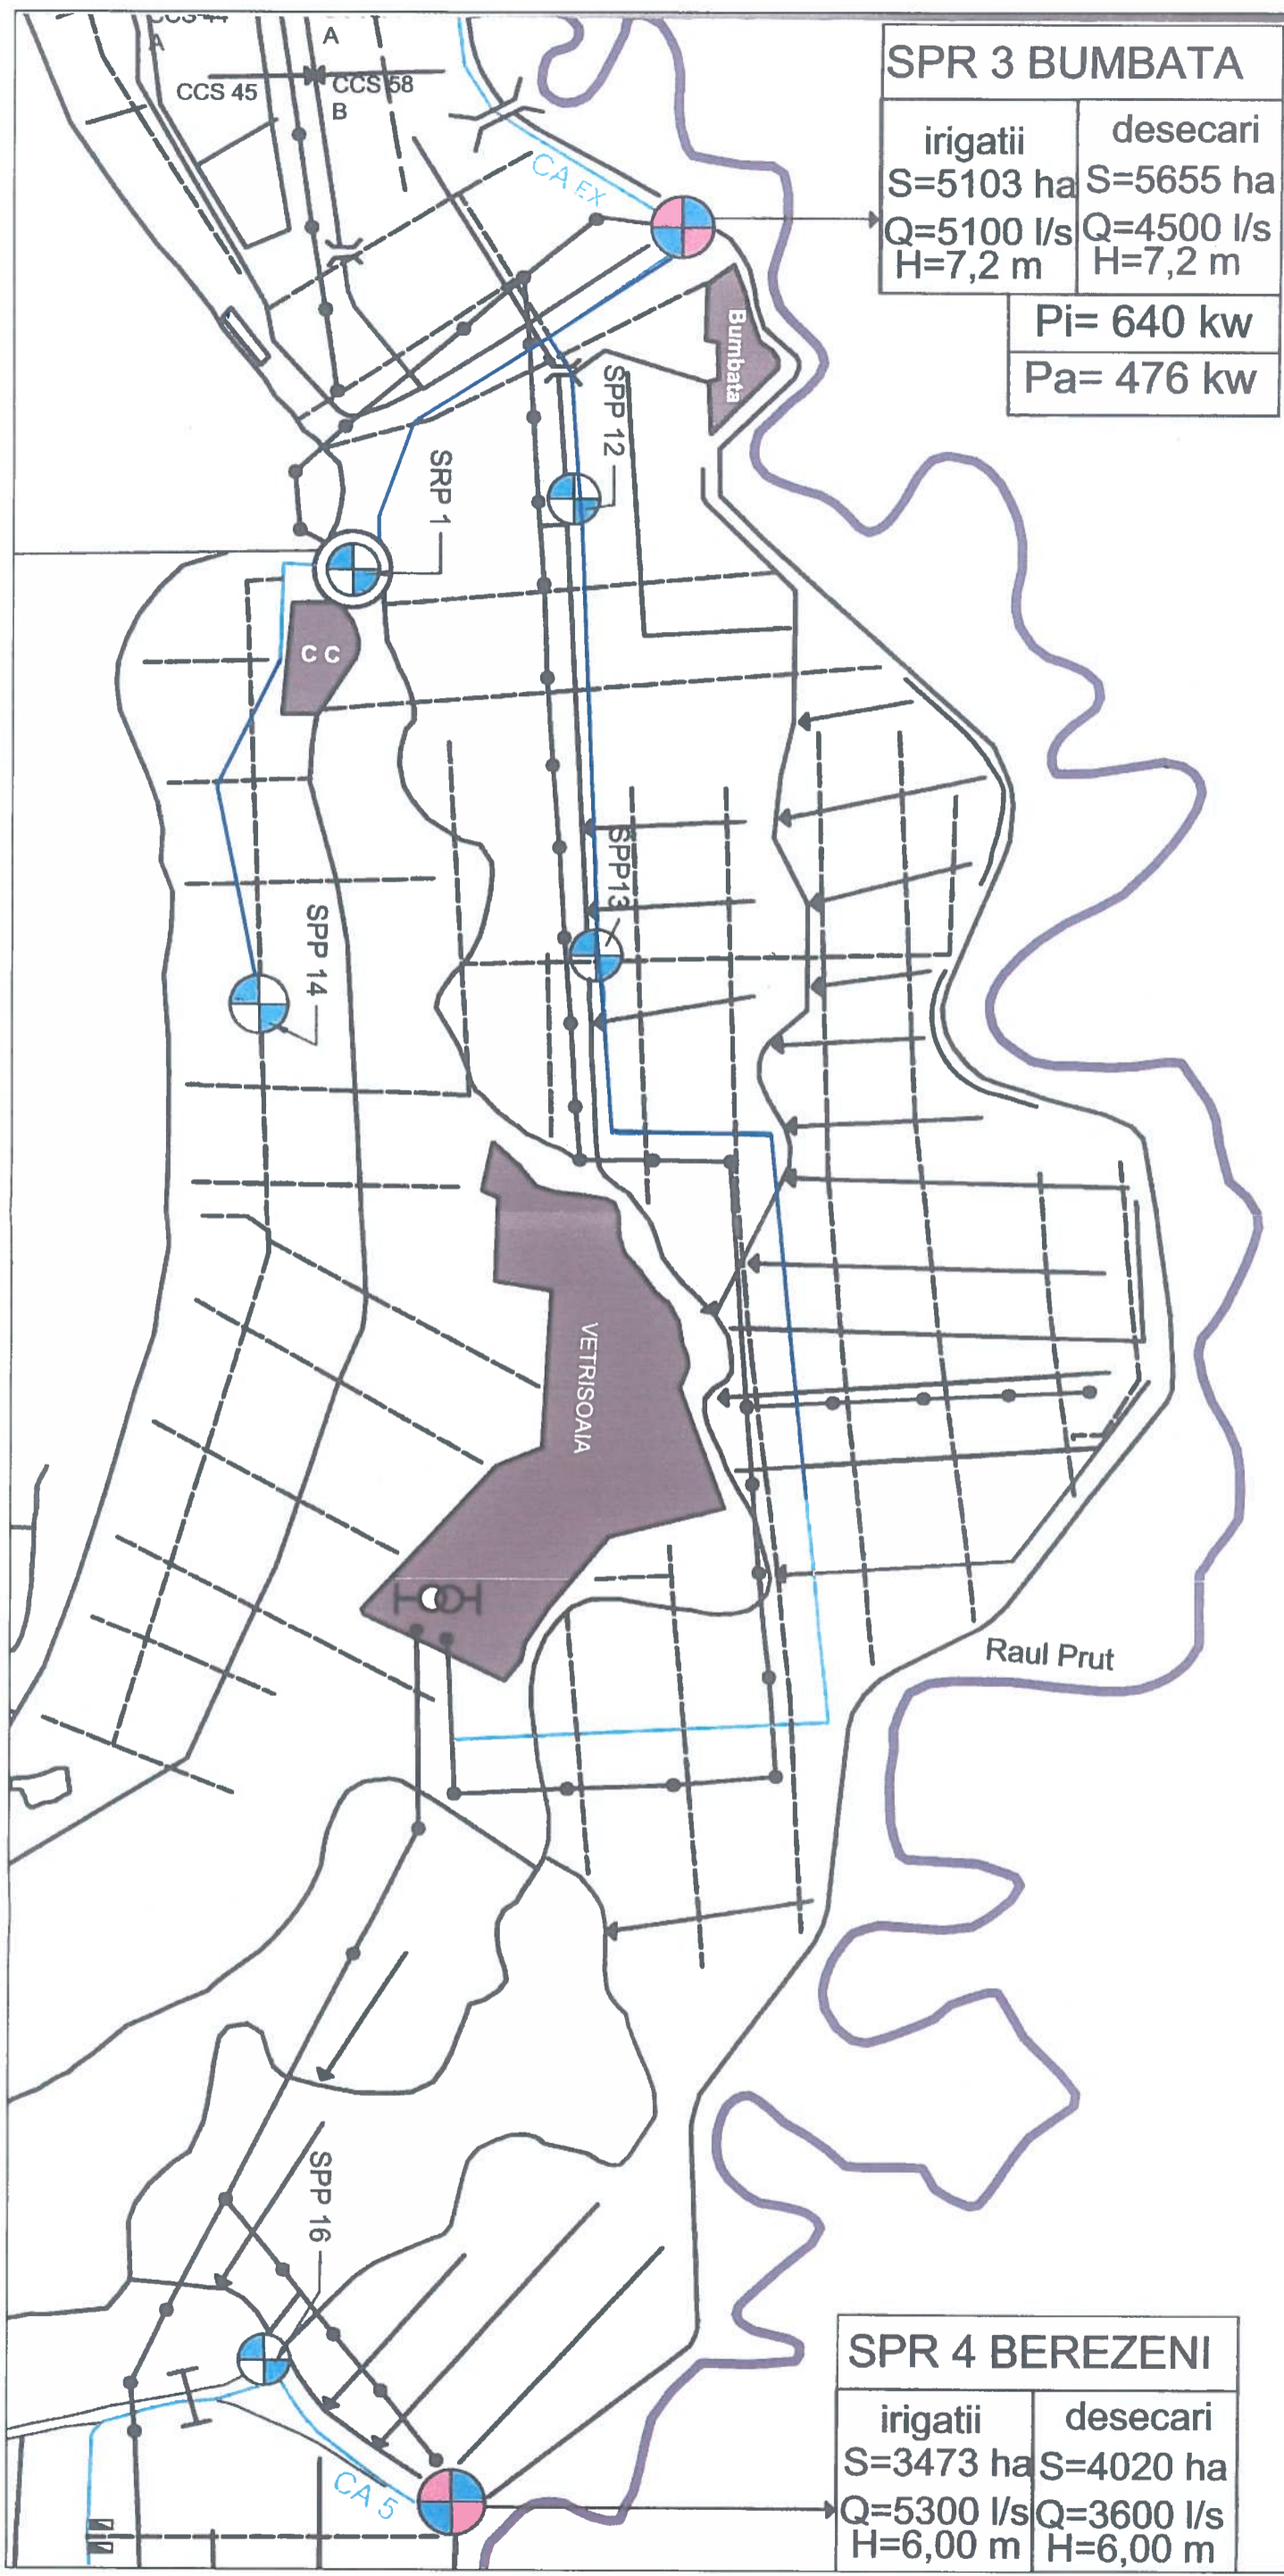 A
A
CCS 45
CCS 58
B
SPR 3 BUMBATA
irigatii
desecari
S=5103 ha
S=5655 ha
Q=5100 l/s
Q=4500 l/s
H=7,2 m
H=7,2 m
Pi= 640 kw
Pa= 476 kw
CA EX
Bumbata
SPP 12
SRP 1
C C
SPP13
SPP 14
VETRISOAIA
Raul Prut
SPP 16
CA 5
SPR 4 BEREZENI
irigatii
desecari
S=3473 ha
S=4020 ha
Q=5300 l/s
Q=3600 l/s
H=6,00 m
H=6,00 m